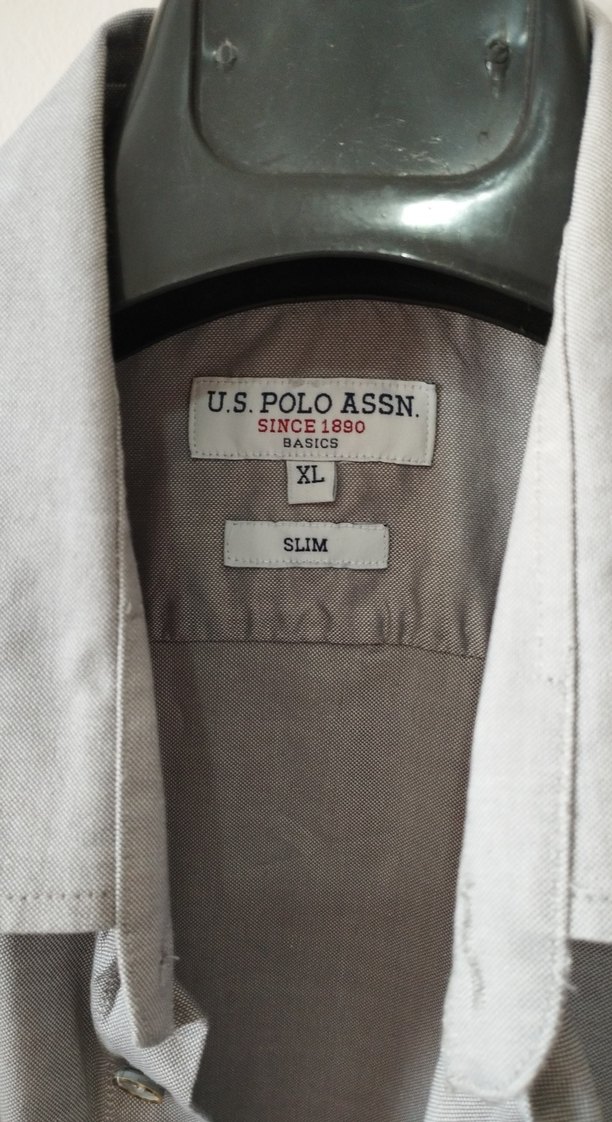 U.S. POLO ASSN.
SINCE 1890
BASICS
XL
SLIM